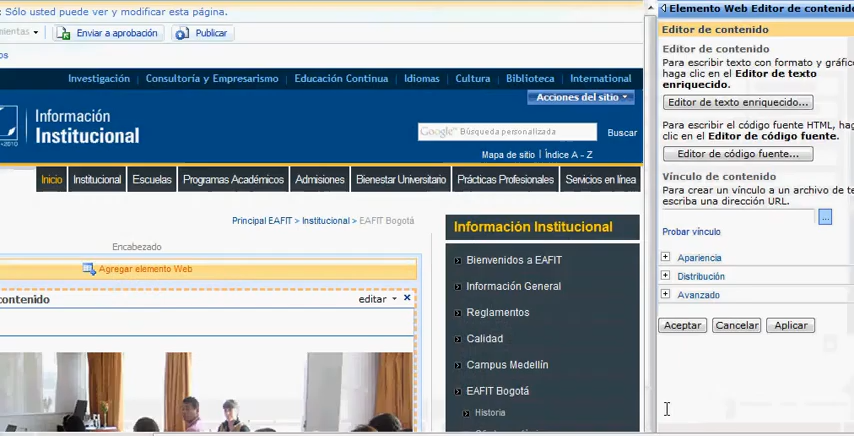 : Sólo usted puede ver y modificar esta página.
Enviar a aprobación
Publicar
Investigación
Consultoría y Empresarismo
Educación Continua
Idiomas
Cultura
Biblioteca
International
Acciones del sitio
Información
Institucional
Google™ Búsqueda personalizada
Buscar
Mapa de sitio
Índice A - Z
Inicio
Institucional
Escuelas
Programas Académicos
Admisiones
Bienestar Universitario
Prácticas Profesionales
Servicios en línea
Principal EAFIT > Institucional > EAFIT Bogotá
Encabezado
Agregar elemento Web
contenido
editar
Información Institucional
Bienvenidos a EAFIT
Información General
Reglamentos
Calidad
Campus Medellín
EAFIT Bogotá
Historia
Elemento Web Editor de contenido
Editor de contenido
Editor de contenido
Para escribir texto con formato y gráfico
haga clic en el Editor de texto
enriquecido.
Editor de texto enriquecido...
Para escribir el código fuente HTML, hag
clic en el Editor de código fuente.
Editor de código fuente...
Vínculo de contenido
Para crear un vínculo a un archivo de te
escriba una dirección URL.
...
Probar vínculo
Apariencia
Distribución
Avanzado
Aceptar
Cancelar
Aplicar